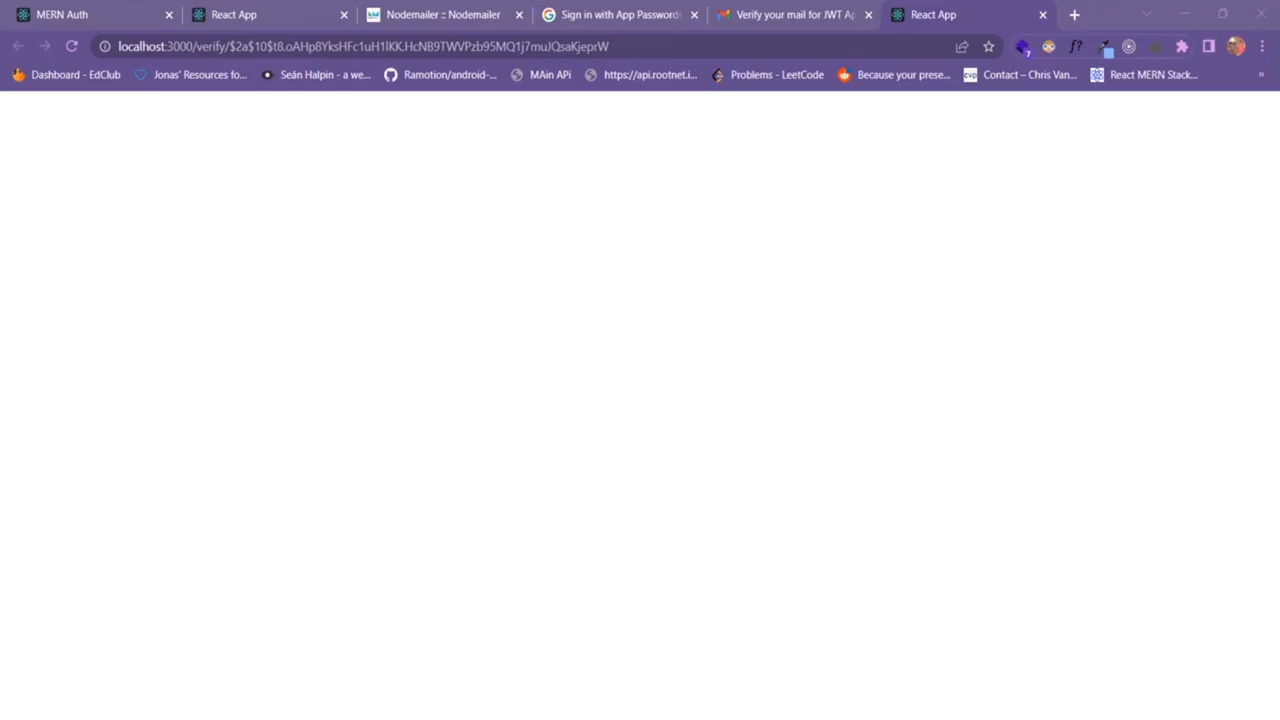 MERN Auth
React App
Nodemailer :: Nodemailer
Sign in with App Passwords
Verify your mail for JWT Ap
React App
localhost:3000/verify/$2a$10$t8.oAHp8YksHFc1uH1lKK.HcNB9TWVPzb95MQ1j7muJQsaKjeprW
Dashboard - EdClub
Jonas' Resources fo...
Seán Halpin - a we...
Ramotion/android-...
MAin APi
https://api.rootnet.i...
Problems - LeetCode
Because your prese...
cvp
Contact – Chris Van...
React MERN Stack...